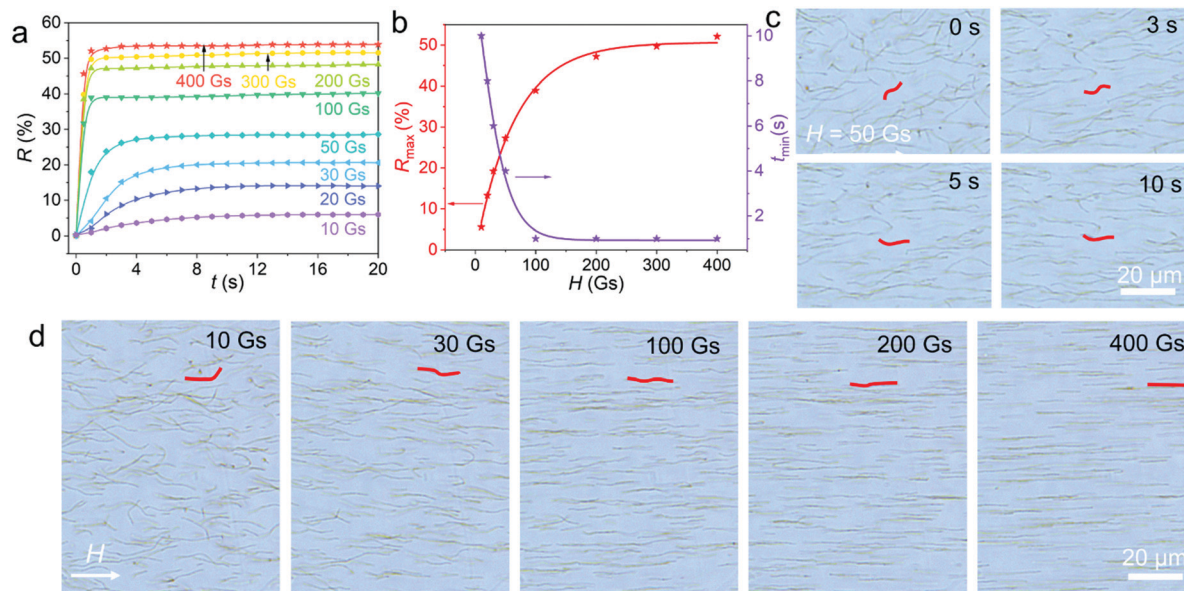 a
60
50
40
30
20
10
0
R (%)
400 Gs
300 Gs
200 Gs
100 Gs
50 Gs
30 Gs
20 Gs
10 Gs
0 4 8 12 16 20
t (s)
b
50
40
30
20
10
0
Rmax (%)
10
8
6
4
2
tmin(s)
0 100 200 300 400
H (Gs)
c
0 s
H = 50 Gs
3 s
5 s
10 s
20 µm
d
10 Gs
H
30 Gs
100 Gs
200 Gs
400 Gs
20 µm